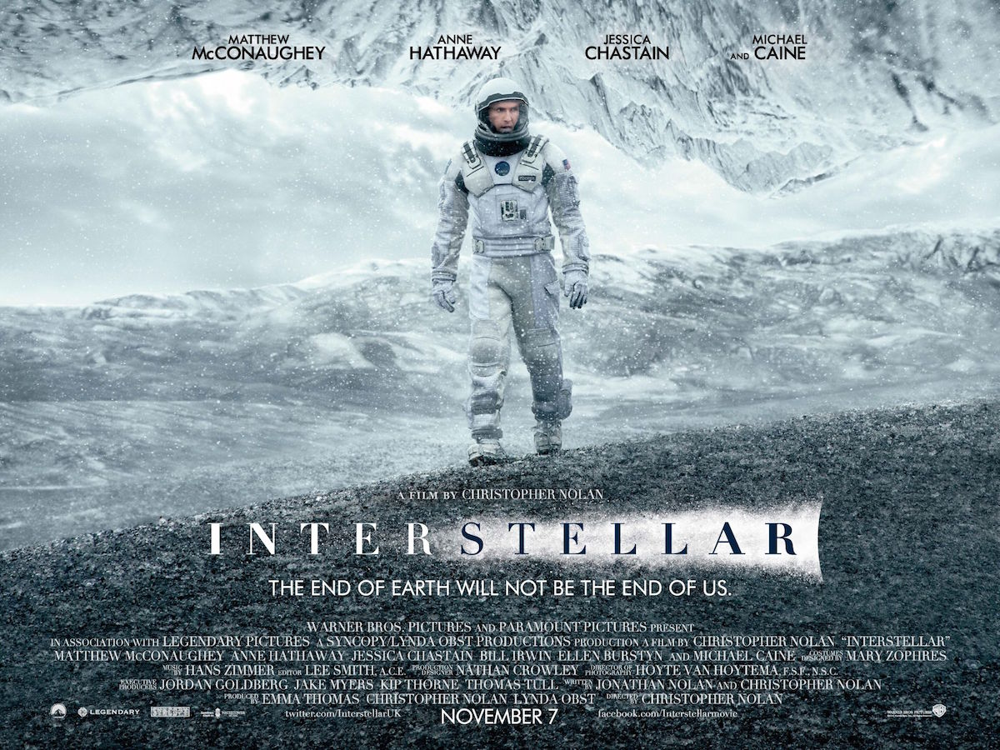 MATTHEW McCONAUGHEY
ANNE HATHAWAY
JESSICA CHASTAIN
AND MICHAEL CAINE
A FILM BY CHRISTOPHER NOLAN
INTERSTELLAR
THE END OF EARTH WILL NOT BE THE END OF US.
WARNER BROS. PICTURES AND PARAMOUNT PICTURES PRESENT
IN ASSOCIATION WITH LEGENDARY PICTURES A SYNCOPY/LYNDA OBST PRODUCTIONS PRODUCTION A FILM BY CHRISTOPHER NOLAN "INTERSTELLAR"
MATTHEW McCONAUGHEY ANNE HATHAWAY JESSICA CHASTAIN BILL IRWIN ELLEN BURSTYN AND MICHAEL CAINE COSTUMES DESIGNED BY MARY ZOPHRES
MUSIC BY HANS ZIMMER EDITOR LEE SMITH, A.C.E. PRODUCTION DESIGNER NATHAN CROWLEY DIRECTOR OF PHOTOGRAPHY HOYTE VAN HOYTEMA, F.S.F., N.S.C.
EXECUTIVE PRODUCERS JORDAN GOLDBERG JAKE MYERS KIP THORNE THOMAS TULL WRITTEN BY JONATHAN NOLAN AND CHRISTOPHER NOLAN
PRODUCED BY EMMA THOMAS CHRISTOPHER NOLAN LYNDA OBST DIRECTED BY CHRISTOPHER NOLAN
LEGENDARY
twitter.com/InterstellarUK
NOVEMBER 7
facebook.com/Interstellarmovie
WARNER BROS. PICTURES